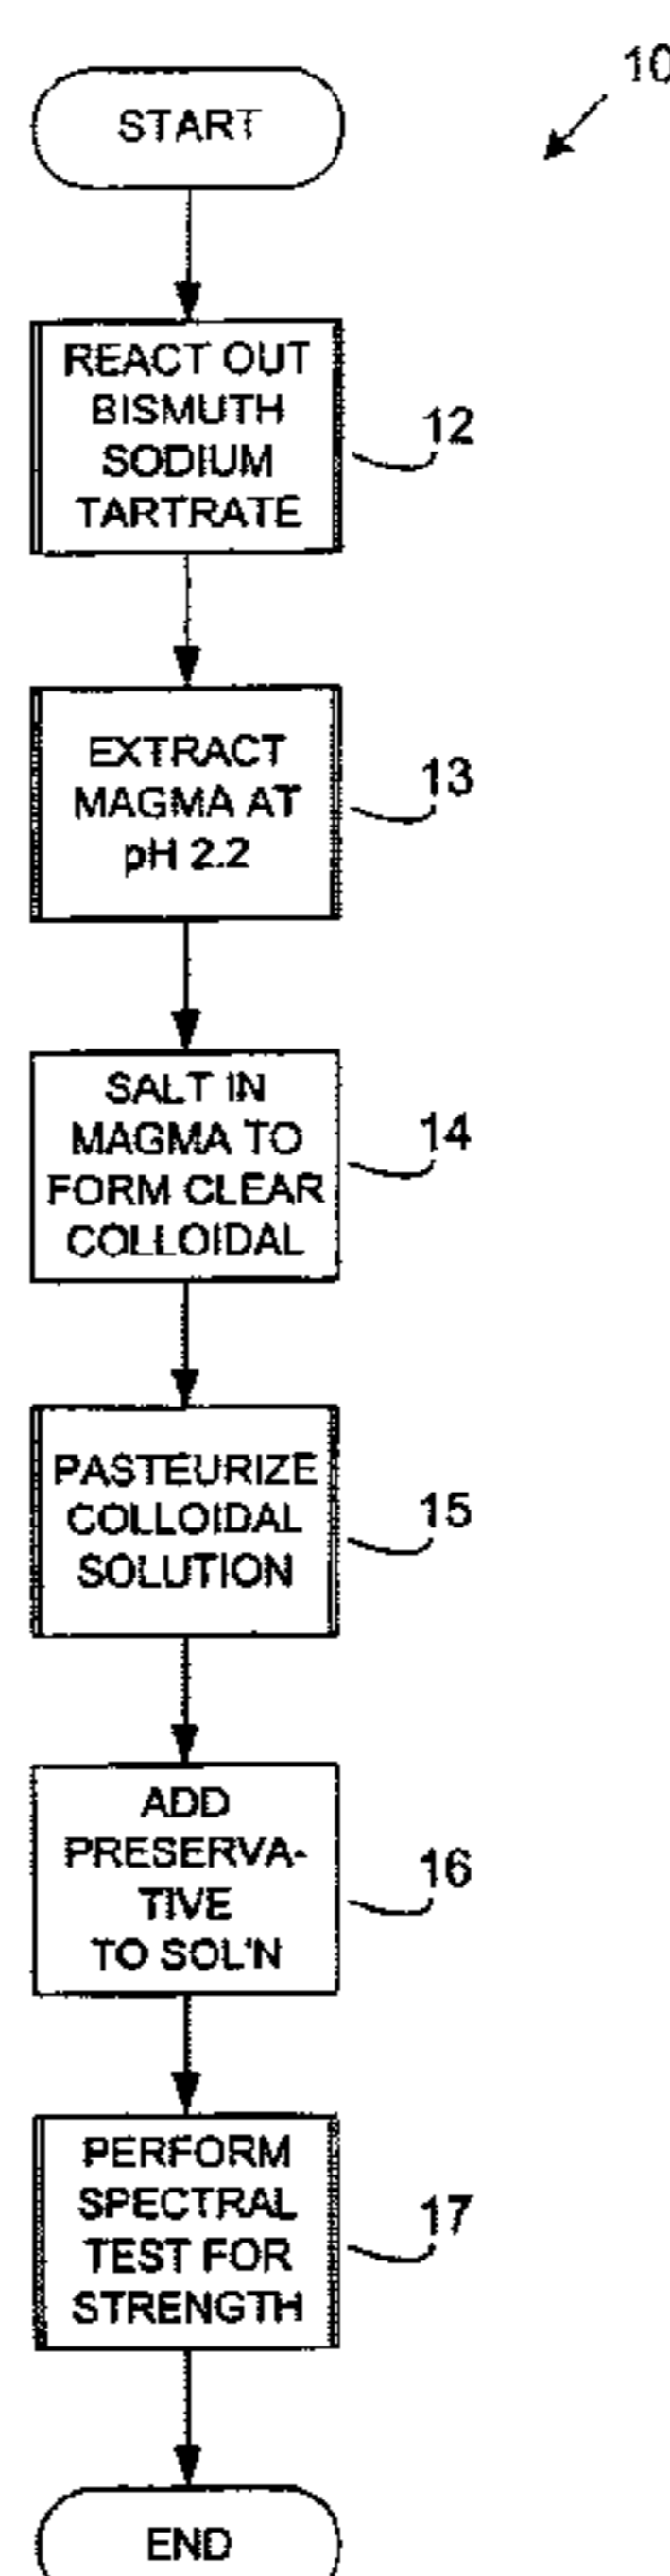 10
START
REACT OUT
BISMUTH
SODIUM
TARTRATE
12
EXTRACT
MAGMA AT
pH 2.2
13
SALT IN
MAGMA TO
FORM CLEAR
COLLOIDAL
14
PASTEURIZE
COLLOIDAL
SOLUTION
15
ADD
PRESERVA-
TIVE
TO SOL'N
16
PERFORM
SPECTRAL
TEST FOR
STRENGTH
17
END